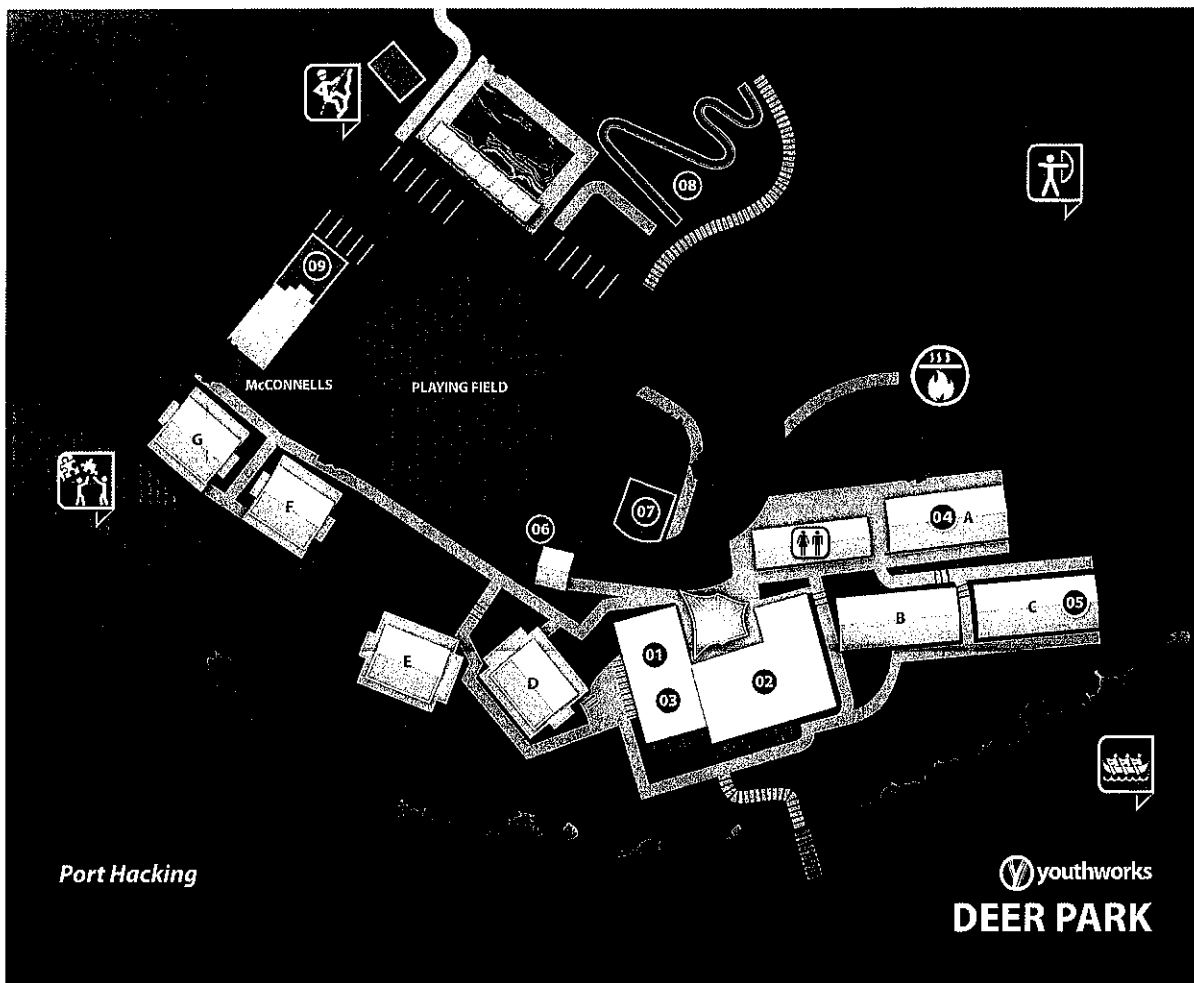 08
09
McCONNELLS
PLAYING FIELD
G
F
07
04 A
06
B
C 05
E
D
01
02
03
Port Hacking
youthworks
DEER PARK